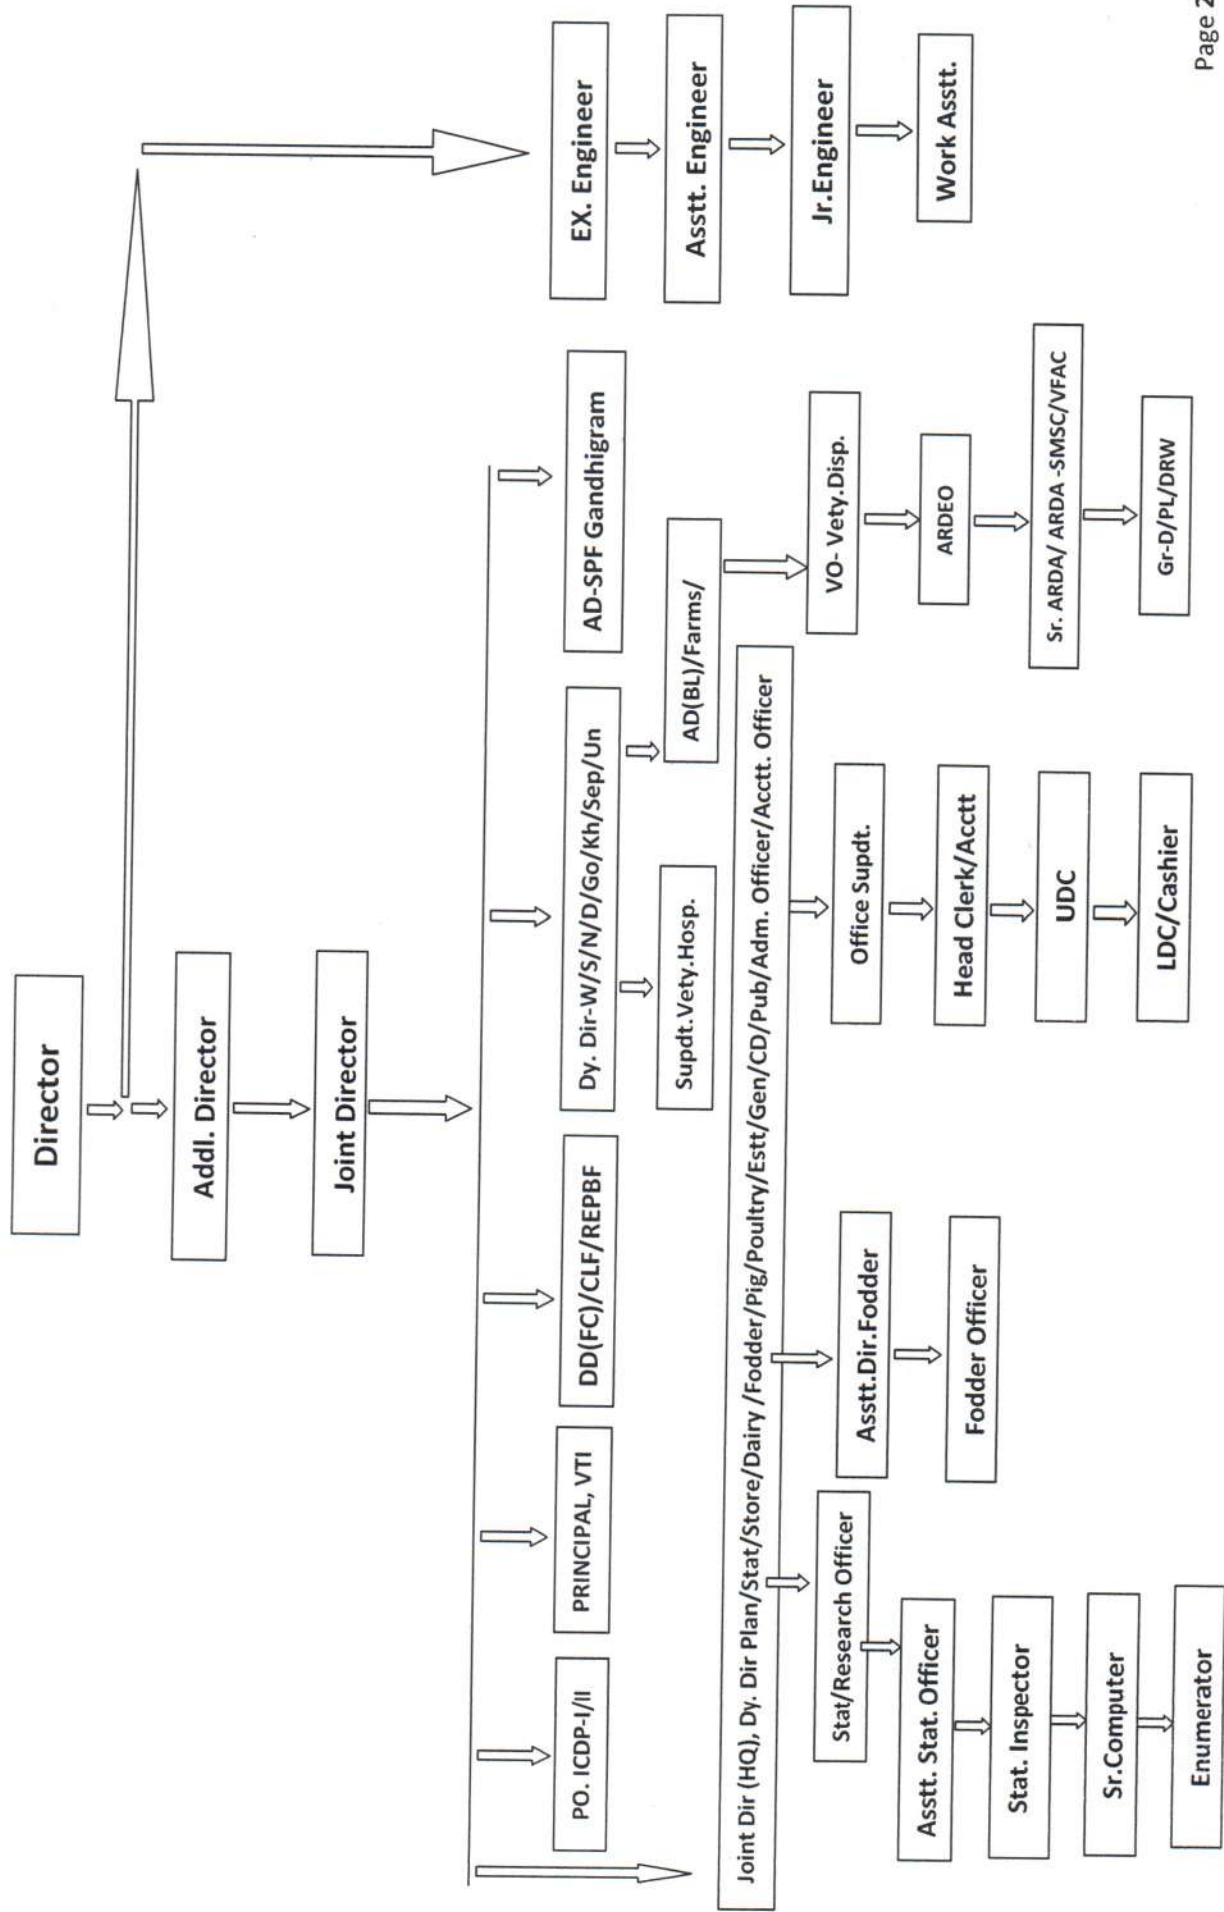 Director
Addl. Director
Joint Director
PO. ICDP-I/II
PRINCIPAL, VTI
DD(FC)/CLF/REPBF
Dy. Dir-W/S/N/D/Go/Kh/Sep/Un
AD-SPF Gandhigram
EX. Engineer
Supdt.Vety.Hosp.
AD(BL)/Farms/
Asstt. Engineer
Joint Dir (HQ), Dy. Dir Plan/Stat/Store/Dairy /Fodder/Pig/Poultry/Estt/Gen/CD/Pub/Adm. Officer/Acctt. Officer
Jr.Engineer
Stat/Research Officer
Asstt.Dir.Fodder
Office Supdt.
VO- Vety.Disp.
Work Asstt.
Asstt. Stat. Officer
Fodder Officer
Head Clerk/Acctt
ARDEO
Stat. Inspector
UDC
Sr. ARDA/ ARDA -SMSC/VFAC
Sr.Computer
LDC/Cashier
Gr-D/PL/DRW
Enumerator
Page 2